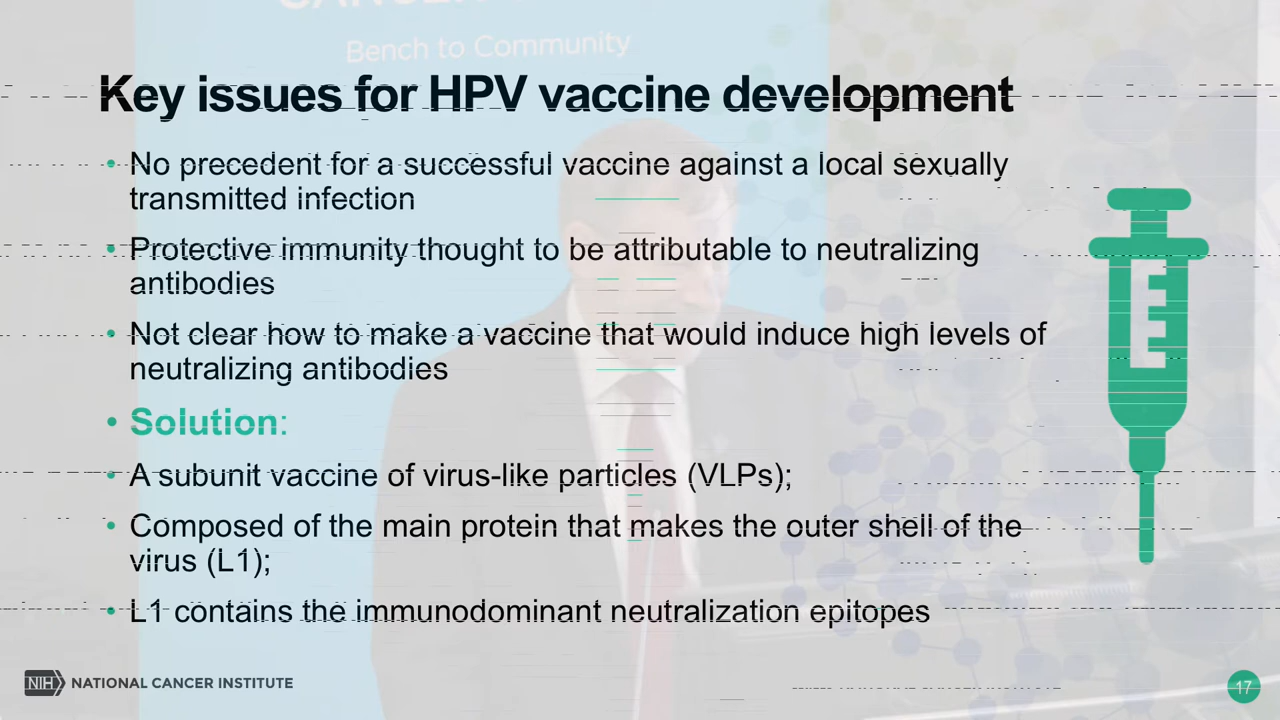 Bench to Community
Key issues for HPV vaccine development
• No precedent for a successful vaccine against a local sexually
transmitted infection
• Protective immunity thought to be attributable to neutralizing
antibodies
• Not clear how to make a vaccine that would induce high levels of
neutralizing antibodies
• Solution:
• A subunit vaccine of virus-like particles (VLPs);
• Composed of the main protein that makes the outer shell of the
virus (L1);
• L1 contains the immunodominant neutralization epitopes
NIH NATIONAL CANCER INSTITUTE
17